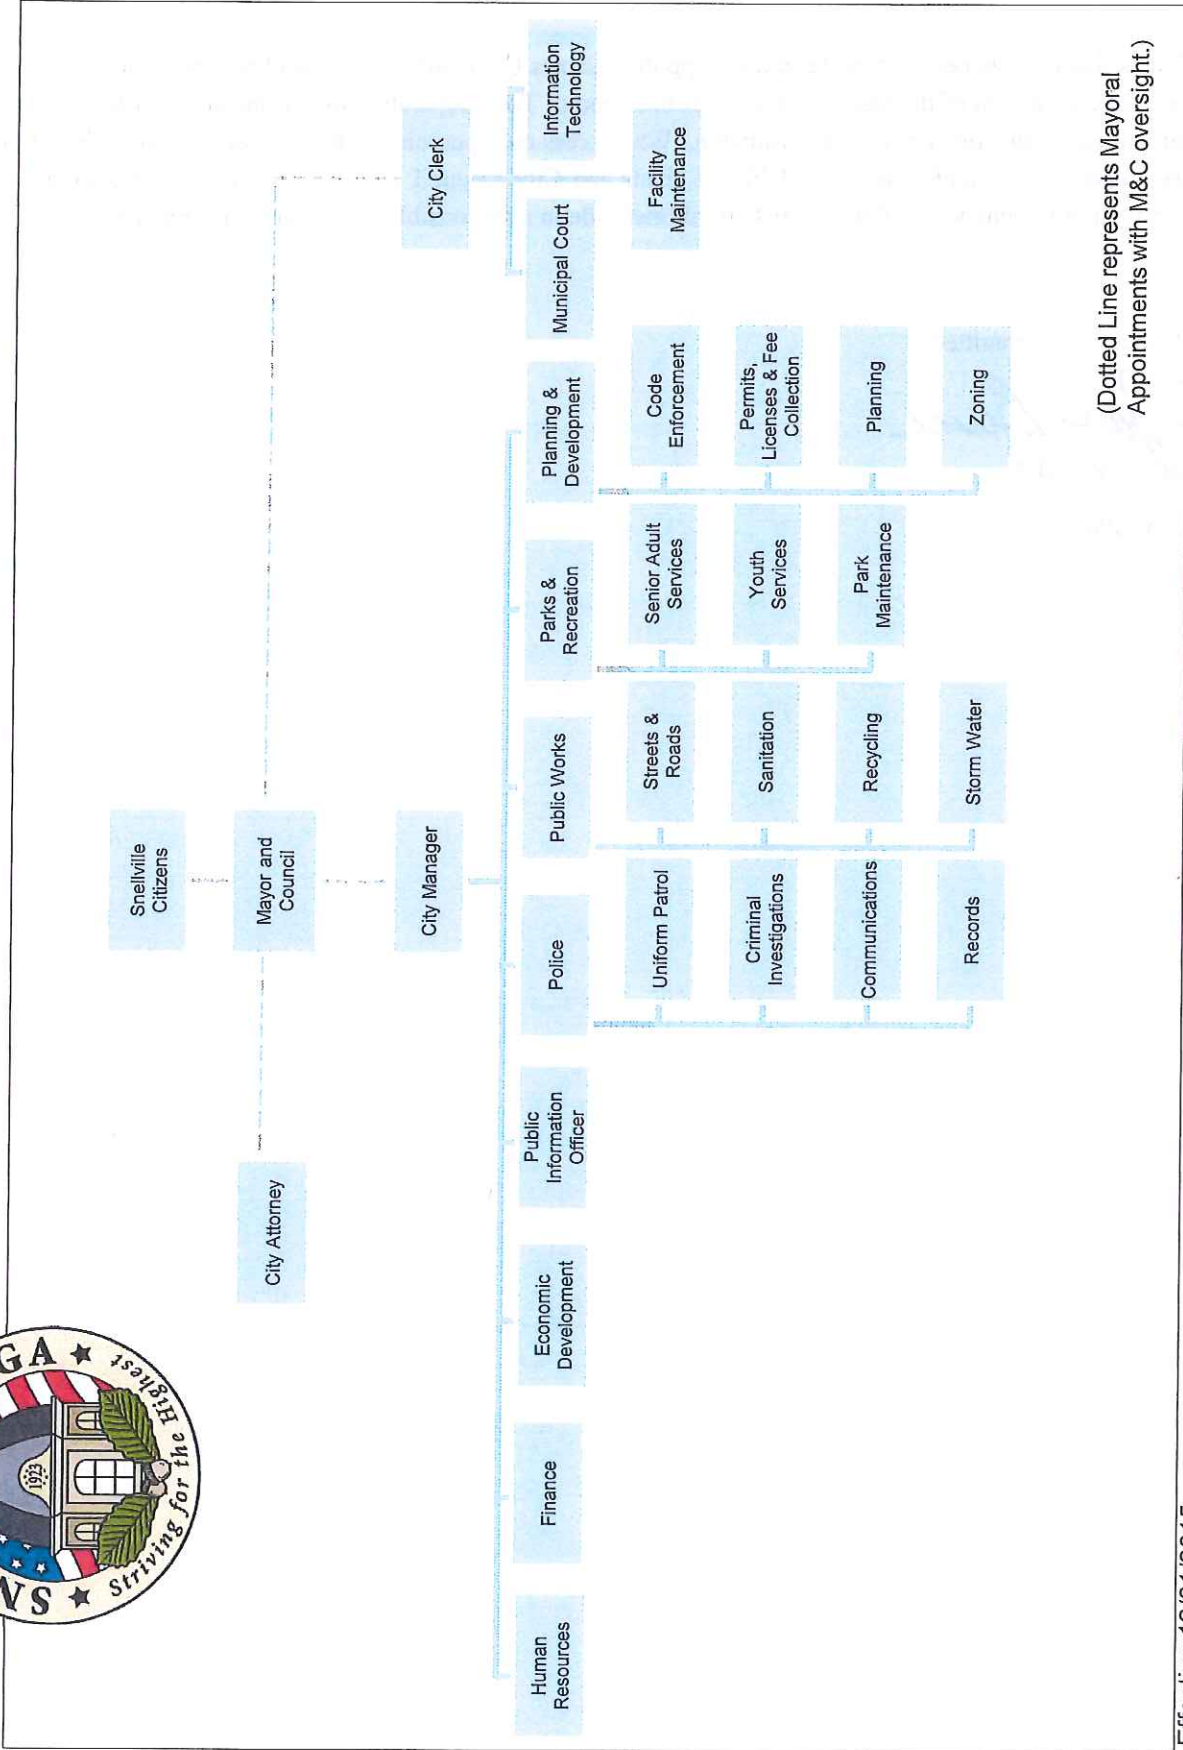 GA
SN
Striving for the Highest
1923
Snellville
Citizens
Mayor and
Council
City Attorney
City Manager
City Clerk
Human
Resources
Finance
Economic
Development
Public
Information
Officer
Police
Public Works
Parks &
Recreation
Planning &
Development
Municipal Court
Information
Technology
Facility
Maintenance
Uniform Patrol
Criminal
Investigations
Communications
Records
Streets &
Roads
Sanitation
Recycling
Storm Water
Senior Adult
Services
Youth
Services
Park
Maintenance
Code
Enforcement
Permits,
Licenses & Fee
Collection
Planning
Zoning
(Dotted Line represents Mayoral
Appointments with M&C oversight.)